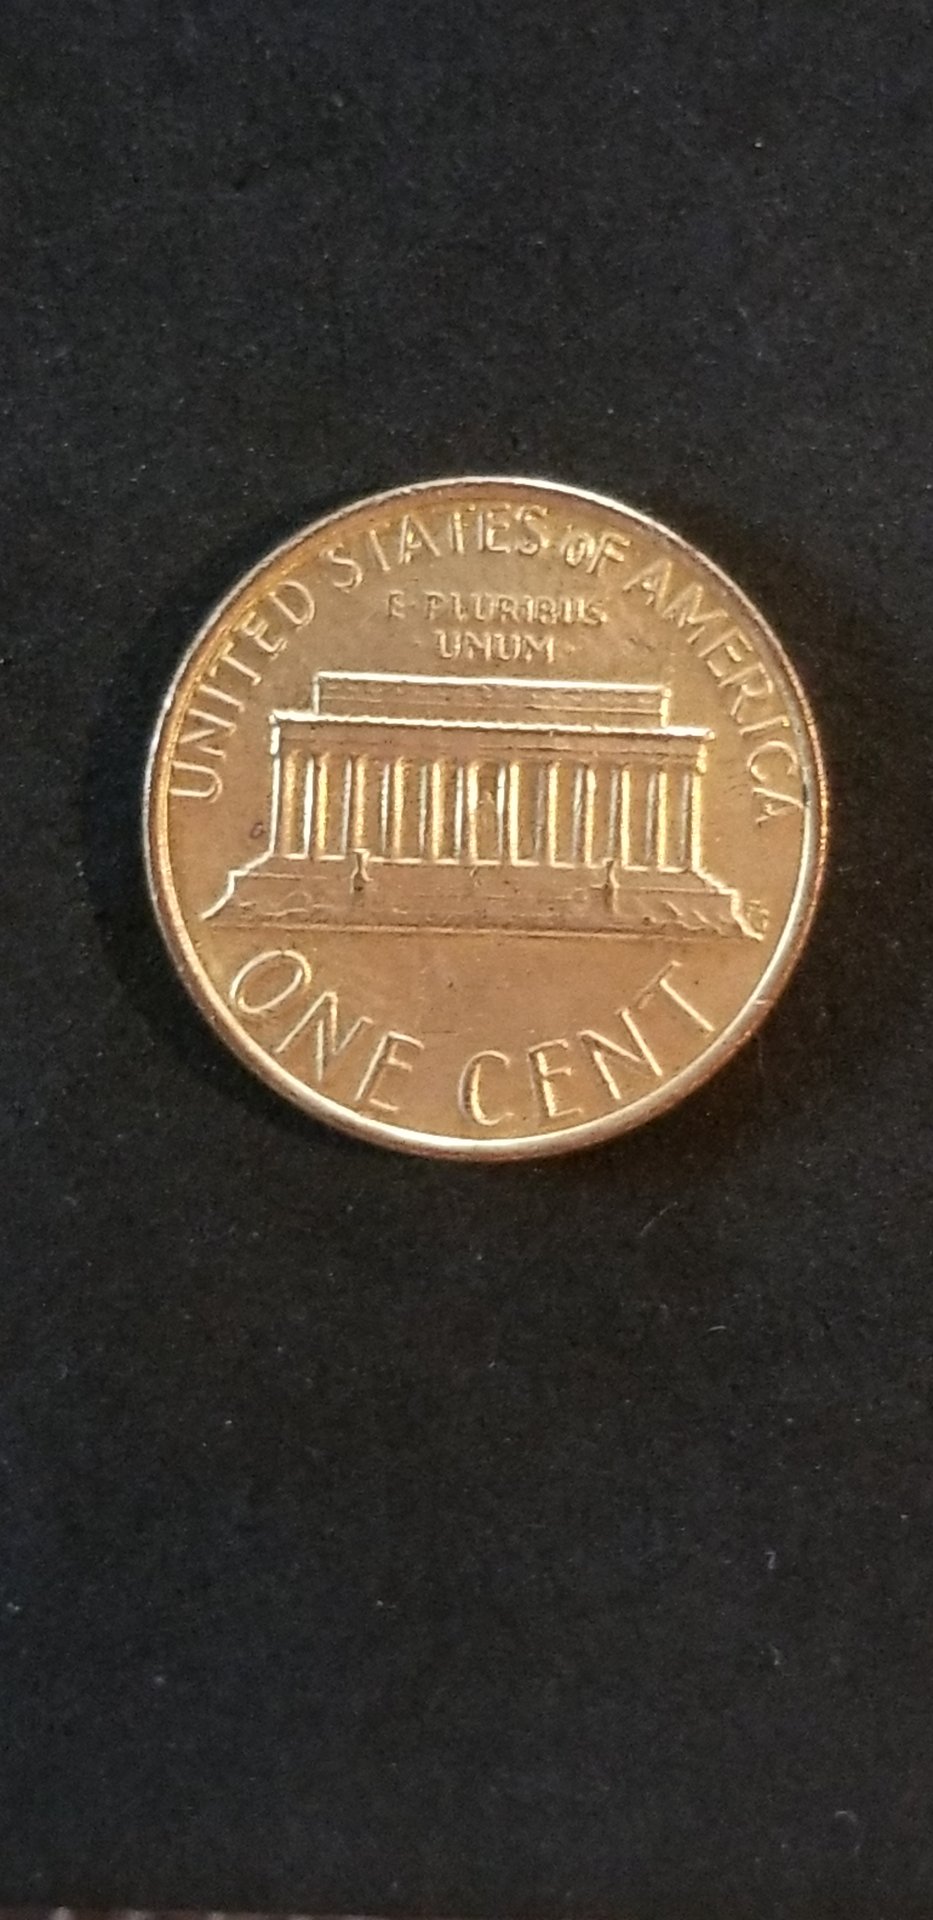 UNITED STATES OF AMERICA
E·PLURIBUS
·UNUM·
ONE CENT